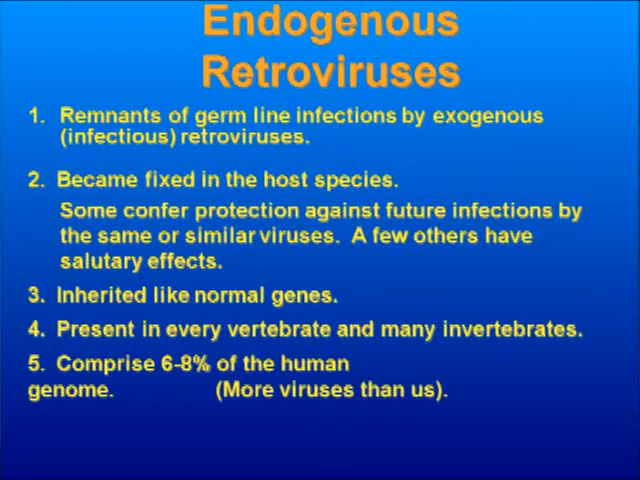 Endogenous
Retroviruses
1. Remnants of germ line infections by exogenous
(infectious) retroviruses.
2. Became fixed in the host species.
Some confer protection against future infections by
the same or similar viruses. A few others have
salutary effects.
3. Inherited like normal genes.
4. Present in every vertebrate and many invertebrates.
5. Comprise 6-8% of the human
genome. (More viruses than us).